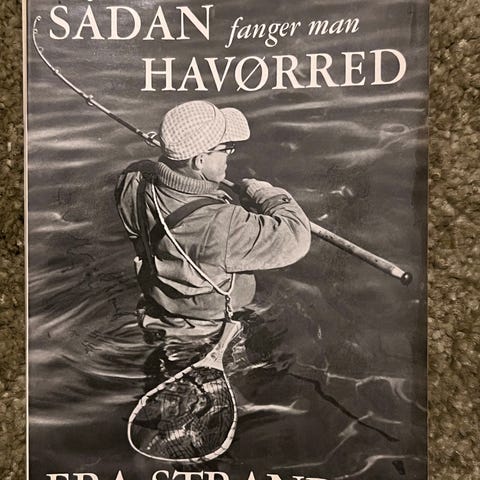 SÅDAN fanger man
HAVØRRED
FRA STRAND